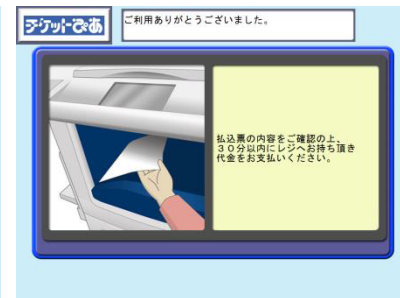 チケットぴあ
ご利用ありがとうございました。
払込票の内容をご確認の上、
３０分以内にレジへお持ち頂き
代金をお支払いください。